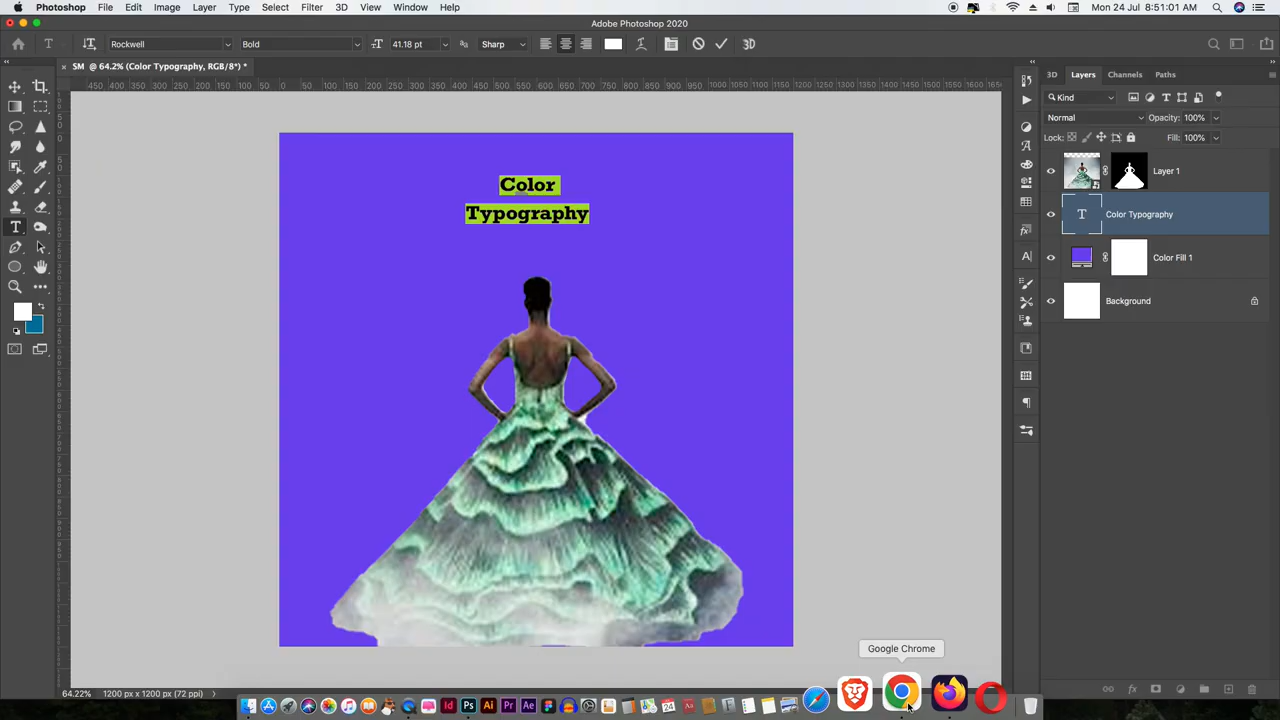 Photoshop File Edit Image Layer Type Select Filter 3D View Window Help Mon 24 Jul 8:51:01 AM
Adobe Photoshop 2020
T Rockwell Bold 41.18 pt Sharp 3D
SM @ 64.2% (Color Typography, RGB/8*) *
3D Layers Channels Paths
Kind
Normal Opacity: 100%
Lock: Fill: 100%
Layer 1
T Color Typography
Color Fill 1
Background
Color
Typography
Google Chrome
64.22% 1200 px x 1200 px (72 ppi)